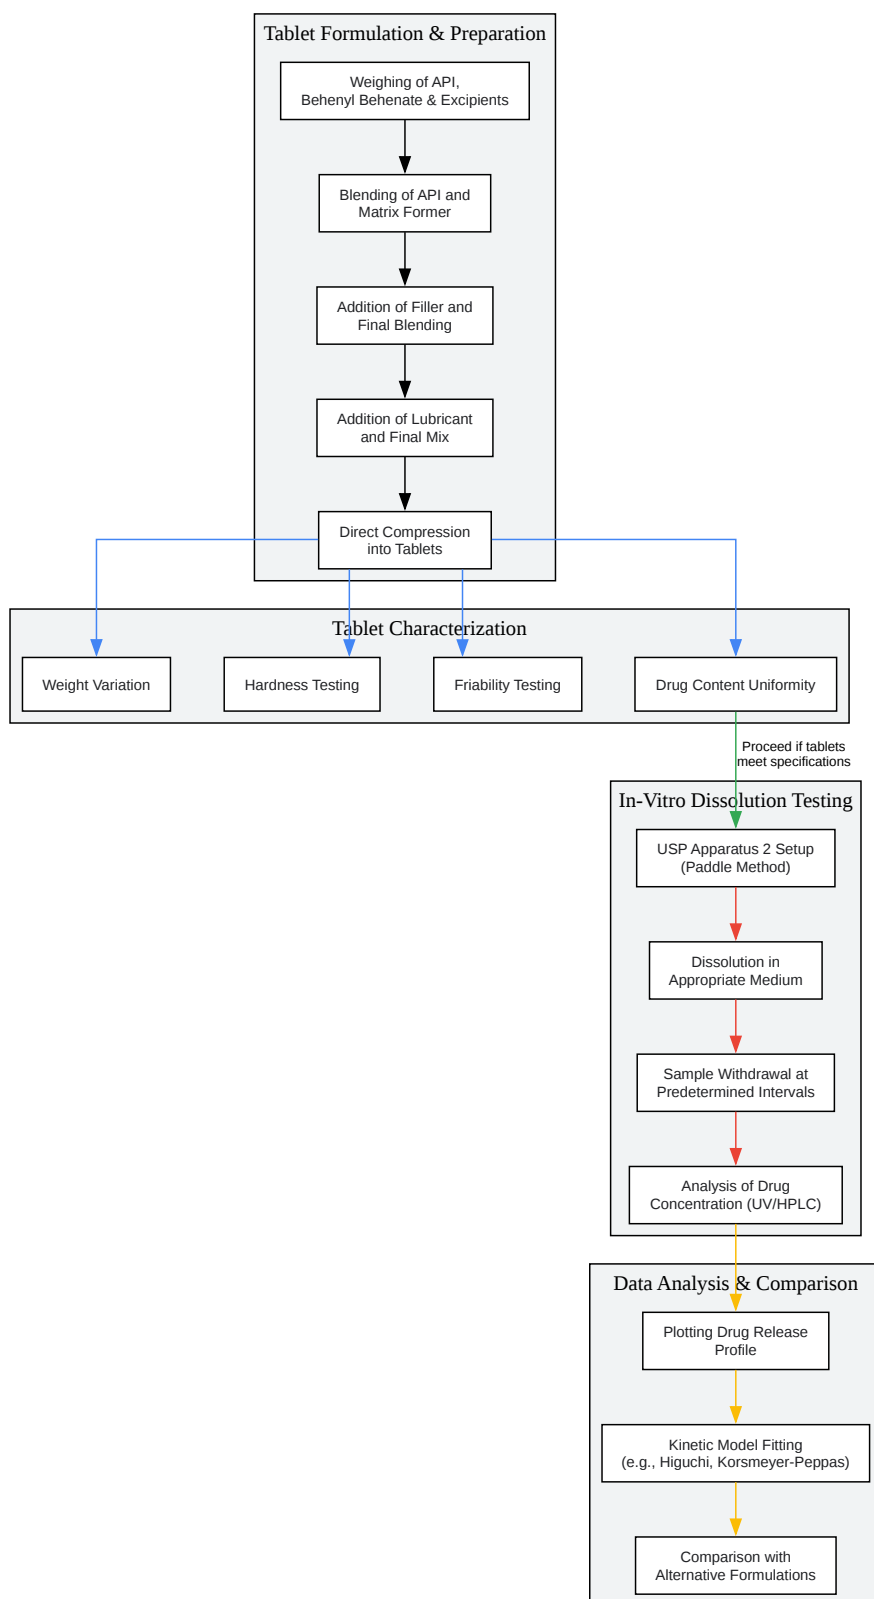 Tablet Formulation & Preparation
Weighing of API,
Behenyl Behenate & Excipients
Blending of API and
Matrix Former
Addition of Filler and
Final Blending
Addition of Lubricant
and Final Mix
Direct Compression
into Tablets
Tablet Characterization
Weight Variation
Hardness Testing
Friability Testing
Drug Content Uniformity
Proceed if tablets
meet specifications
In-Vitro Dissolution Testing
USP Apparatus 2 Setup
(Paddle Method)
Dissolution in
Appropriate Medium
Sample Withdrawal at
Predetermined Intervals
Analysis of Drug
Concentration (UV/HPLC)
Data Analysis & Comparison
Plotting Drug Release
Profile
Kinetic Model Fitting
(e.g., Higuchi, Korsmeyer-Peppas)
Comparison with
Alternative Formulations